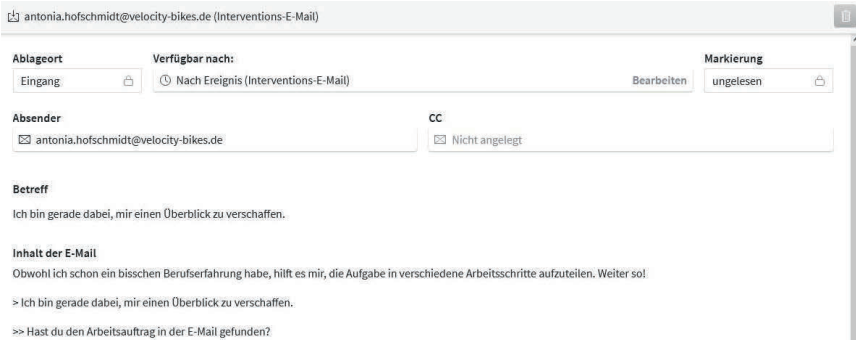 antonia.hofschmidt@velocity-bikes.de (Interventions-E-Mail)
Ablageort Verfügbar nach: Markierung
Eingang Nach Ereignis (Interventions-E-Mail) Bearbeiten ungelesen
Absender CC
antonia.hofschmidt@velocity-bikes.de Nicht angelegt
Betreff
Ich bin gerade dabei, mir einen Überblick zu verschaffen.
Inhalt der E-Mail
Obwohl ich schon ein bisschen Berufserfahrung habe, hilft es mir, die Aufgabe in verschiedene Arbeitsschritte aufzuteilen. Weiter so!
> Ich bin gerade dabei, mir einen Überblick zu verschaffen.
>> Hast du den Arbeitsauftrag in der E-Mail gefunden?